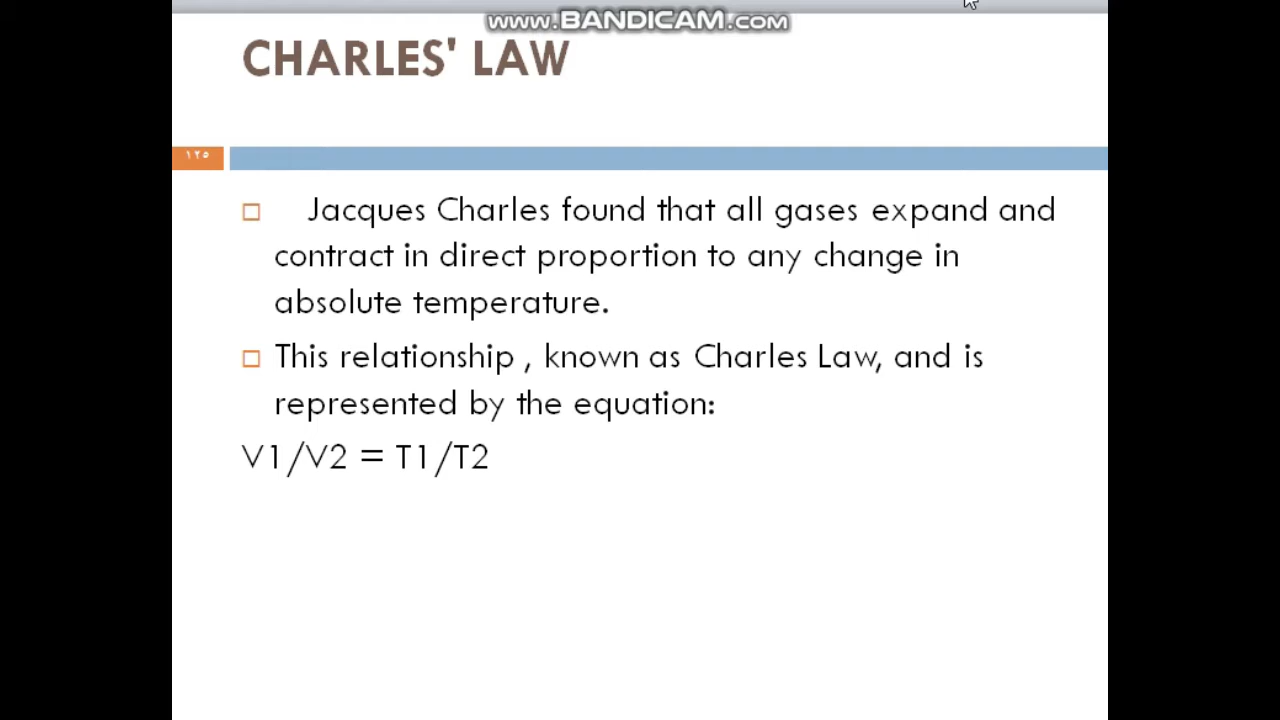 www.BANDICAM.com
CHARLES' LAW
١٢٥
Jacques Charles found that all gases expand and
contract in direct proportion to any change in
absolute temperature.
This relationship , known as Charles Law, and is
represented by the equation:
V1/V2 = T1/T2